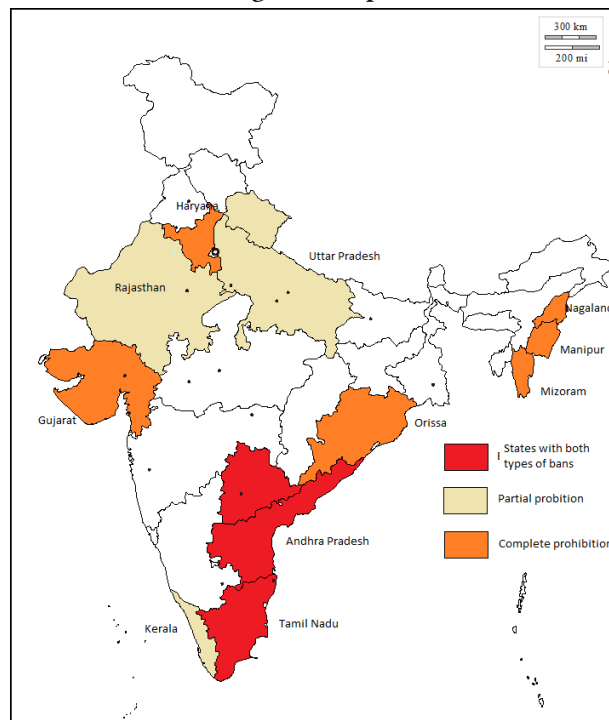 300 km
200 mi
Haryana
Uttar Pradesh
Rajasthan
Nagaland
Manipur
Mizoram
Gujarat
Orissa
States with both
types of bans
Partial probition
Complete prohibition
Andhra Pradesh
Kerala
Tamil Nadu